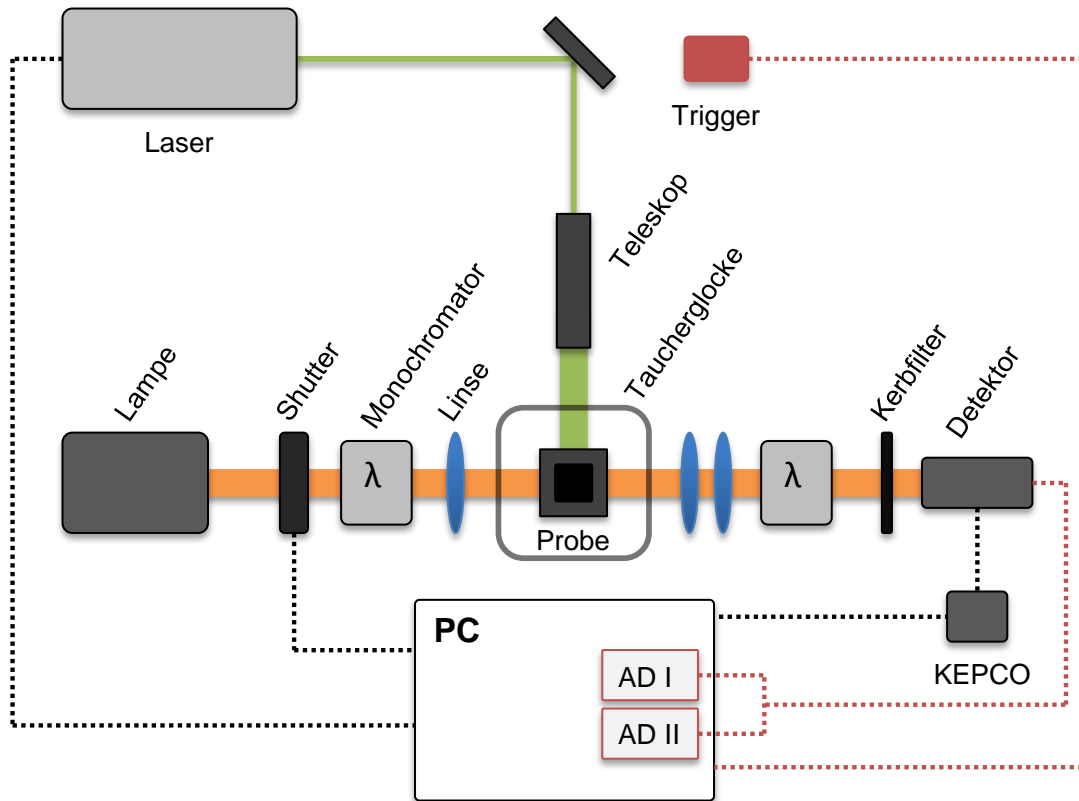 Laser
Trigger
Teleskop
Lampe
Shutter
Monochromator
Linse
Taucherglocke
Kerbfilter
Detektor
λ
λ
Probe
PC
AD I
AD II
KEPCO